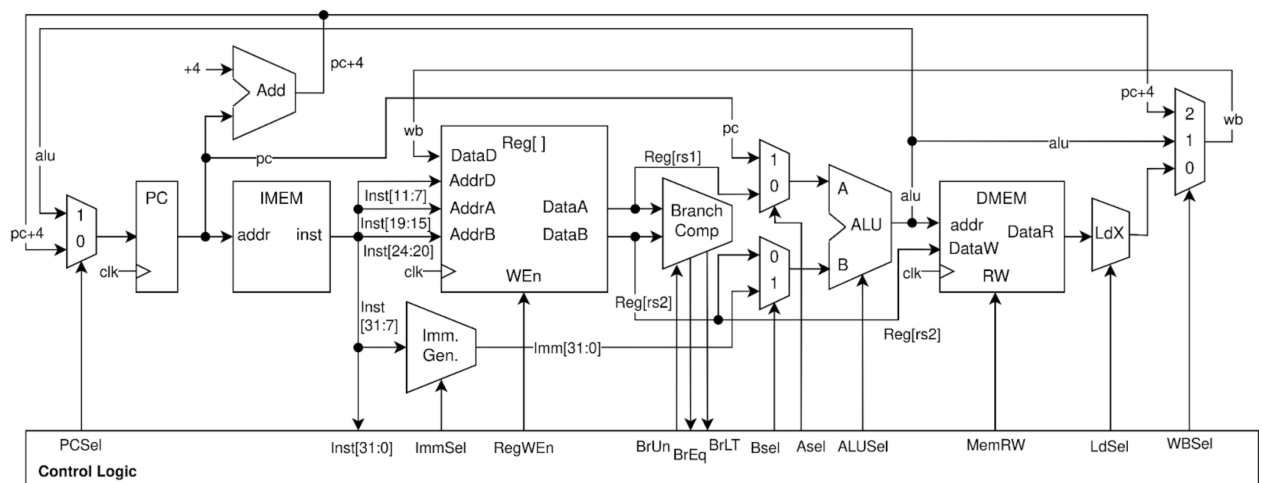 pc+4
+4
Add
pc+4
wb
pc
pc+4
2
1
0
wb
alu
pc
alu
alu
1
0
pc+4
clk
PC
IMEM
addr
inst
Inst[11:7]
Inst[19:15]
Inst[24:20]
clk
Reg[ ]
DataD
AddrD
AddrA
AddrB
DataA
DataB
WEn
Reg[rs1]
Reg[rs2]
Branch
Comp
1
0
0
1
A
B
ALU
DMEM
addr
DataW
DataR
clk
RW
LdX
Reg[rs2]
Inst
[31:7]
Imm.
Gen.
Imm[31:0]
PCSel
Inst[31:0]
ImmSel
RegWEn
BrUn
BrEq
BrLT
Bsel
Asel
ALUSel
MemRW
LdSel
WBSel
Control Logic